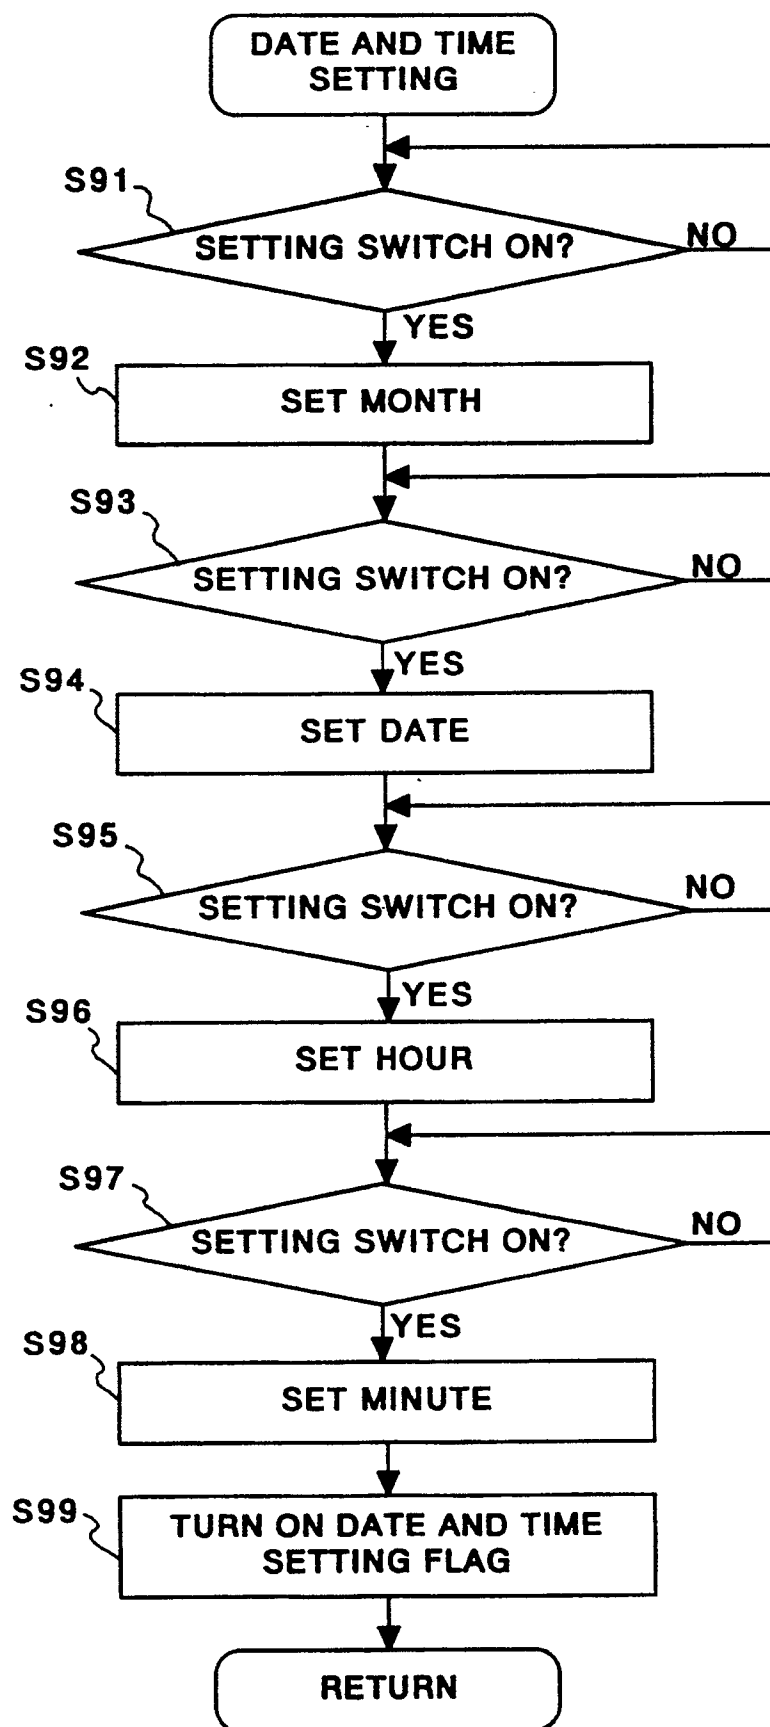 DATE AND TIME
SETTING
S91
SETTING SWITCH ON?
NO
YES
S92
SET MONTH
S93
SETTING SWITCH ON?
NO
YES
S94
SET DATE
S95
SETTING SWITCH ON?
NO
YES
S96
SET HOUR
S97
SETTING SWITCH ON?
NO
YES
S98
SET MINUTE
S99
TURN ON DATE AND TIME
SETTING FLAG
RETURN